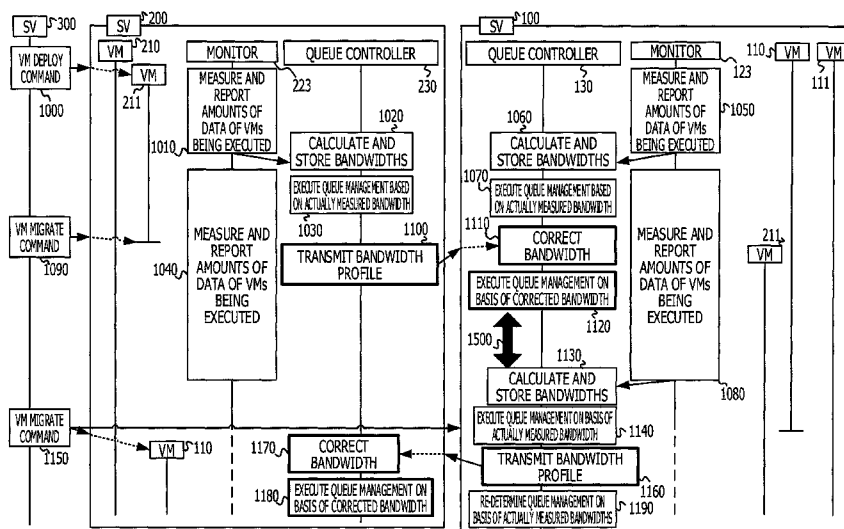 300
SV
200
SV
210
VM
MONITOR
223
QUEUE CONTROLLER
230
100
SV
QUEUE CONTROLLER
130
MONITOR
123
110
VM
VM
111
VM DEPLOY
COMMAND
1000
VM
211
MEASURE AND
REPORT
AMOUNTS OF
DATA OF VMs
BEING EXECUTED
1010
1020
CALCULATE AND
STORE BANDWIDTHS
EXECUTE QUEUE MANAGEMENT BASED
ON ACTUALLY MEASURED BANDWIDTH
1030
1060
CALCULATE AND
STORE BANDWIDTHS
MEASURE AND
REPORT
AMOUNTS OF
DATA OF VMs
BEING EXECUTED
1050
1070
EXECUTE QUEUE MANAGEMENT BASED
ON ACTUALLY MEASURED BANDWIDTH
VM MIGRATE
COMMAND
1090
MEASURE AND
REPORT
AMOUNTS OF
DATA OF VMs
BEING
EXECUTED
1040
1100
TRANSMIT BANDWIDTH
PROFILE
1110
CORRECT
BANDWIDTH
EXECUTE QUEUE MANAGEMENT ON
BASIS OF CORRECTED BANDWIDTH
1120
MEASURE AND
REPORT
AMOUNTS OF
DATA OF VMs
BEING
EXECUTED
1080
211
VM
1500
1130
CALCULATE AND
STORE BANDWIDTHS
EXECUTE QUEUE MANAGEMENT ON BASIS OF
ACTUALLY MEASURED BANDWIDTH
1140
VM MIGRATE
COMMAND
1150
VM
110
1170
CORRECT
BANDWIDTH
TRANSMIT BANDWIDTH
PROFILE
1160
1180
EXECUTE QUEUE MANAGEMENT ON
BASIS OF CORRECTED BANDWIDTH
RE-DETERMINE QUEUE MANAGEMENT ON
BASIS OF ACTUALLY MEASURED BANDWIDTHS
1190